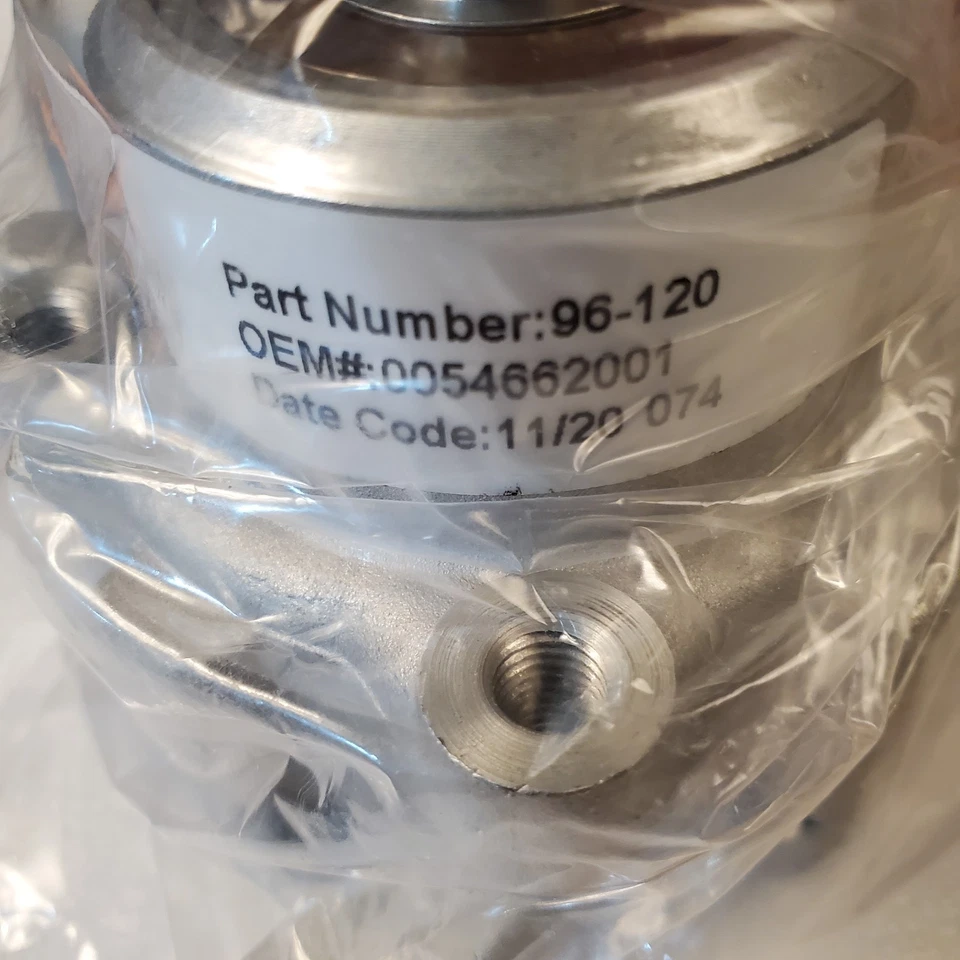 Part Number:96-120
OEM#:0054662001
Date Code:11/20 074